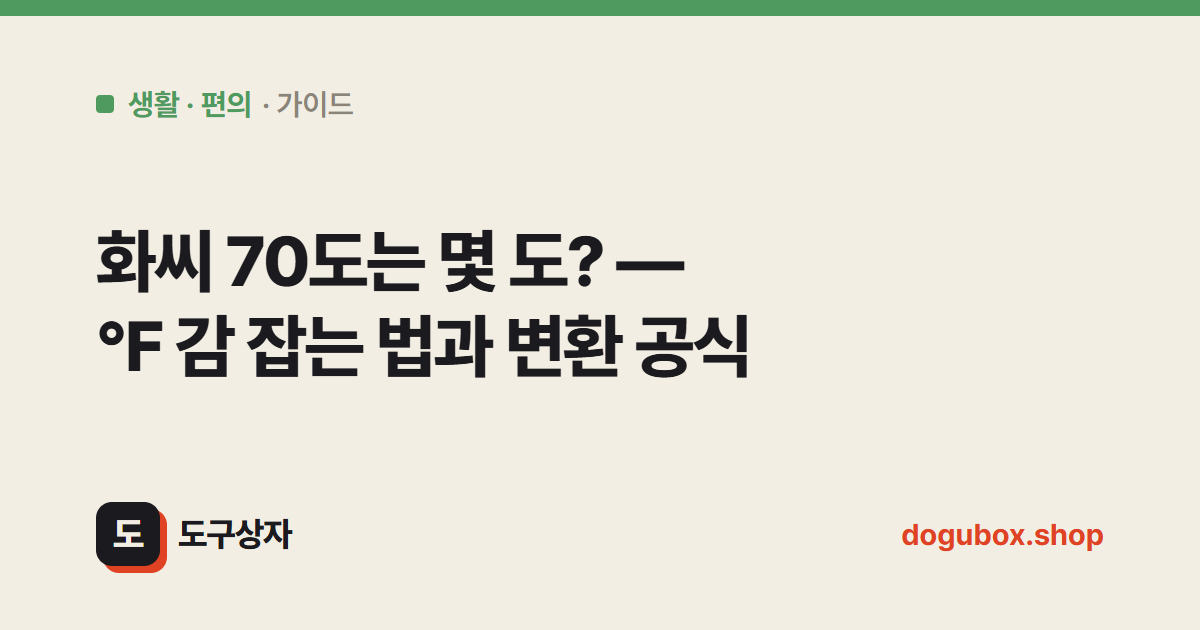 생활 · 편의 · 가이드
화씨 70도는 몇 도? —
°F 감 잡는 법과 변환 공식
도 도구상자
dogubox.shop